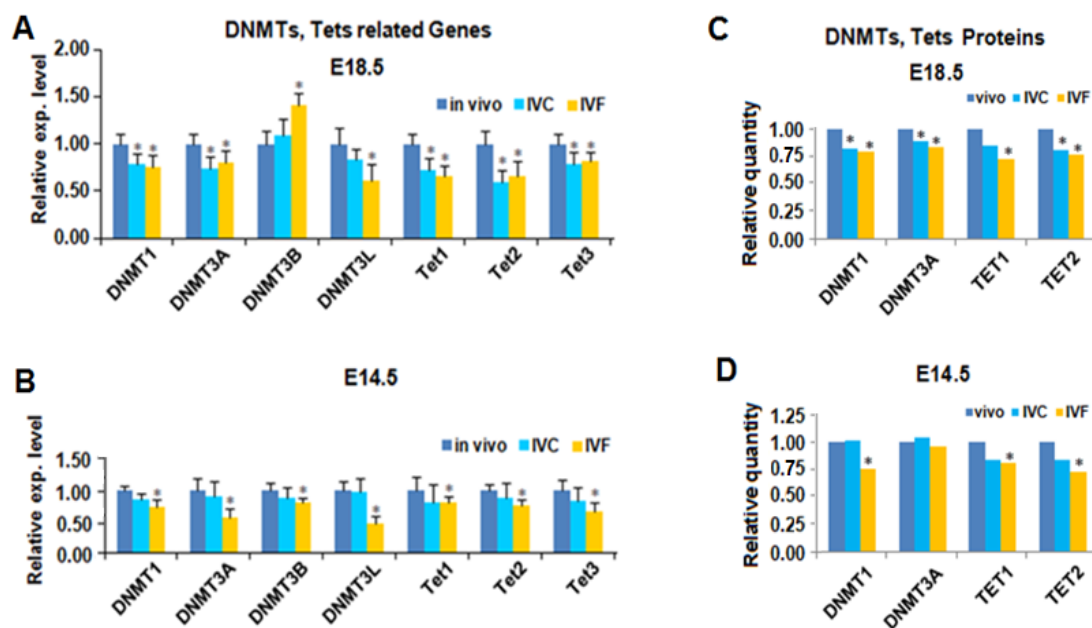 A
DNMTs, Tets related Genes
E18.5
in vivo IVC IVF
Relative exp. level
2.00
1.50
1.00
0.50
0.00
* * * * * * * * * * * * *
DNMT1 DNMT3A DNMT3B DNMT3L Tet1 Tet2 Tet3
B
E14.5
in vivo IVC IVF
Relative exp. level
1.50
1.00
0.50
0.00
* * * * * * *
DNMT1 DNMT3A DNMT3B DNMT3L Tet1 Tet2 Tet3
C
DNMTs, Tets Proteins
E18.5
vivo IVC IVF
Relative quantity
1.00
0.75
0.50
0.25
0.00
* * * * * * *
DNMT1 DNMT3A TET1 TET2
D
E14.5
vivo IVC IVF
Relative quantity
1.25
1.00
0.75
0.50
0.25
0.00
* * *
DNMT1 DNMT3A TET1 TET2